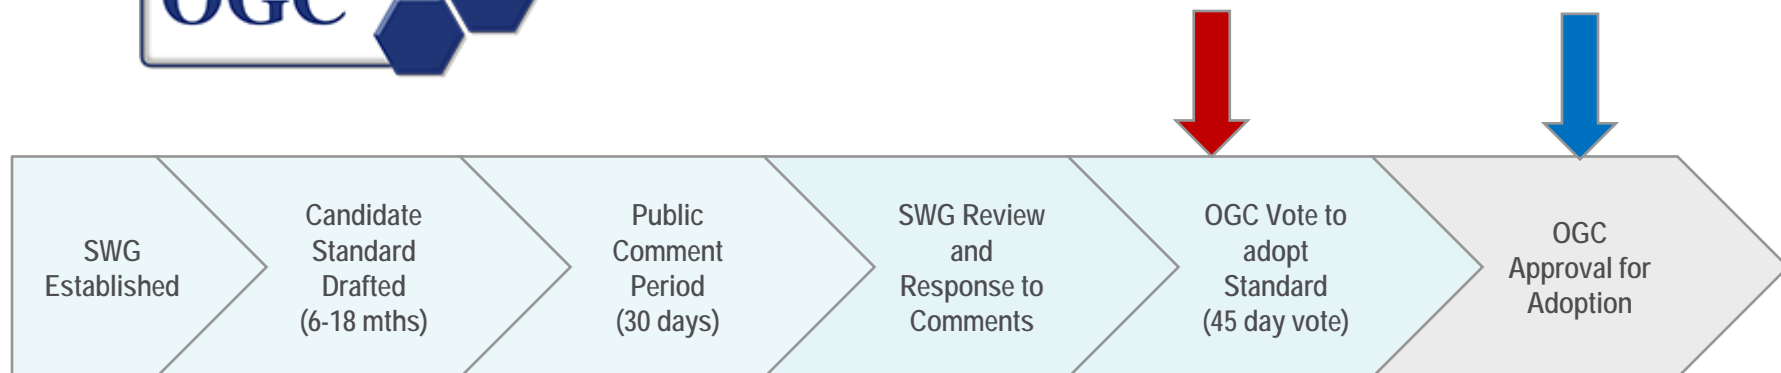 OGC
SWG
Established
Candidate
Standard
Drafted
(6-18 mths)
Public
Comment
Period
(30 days)
SWG Review
and
Response to
Comments
OGC Vote to
adopt
Standard
(45 day vote)
OGC
Approval for
Adoption